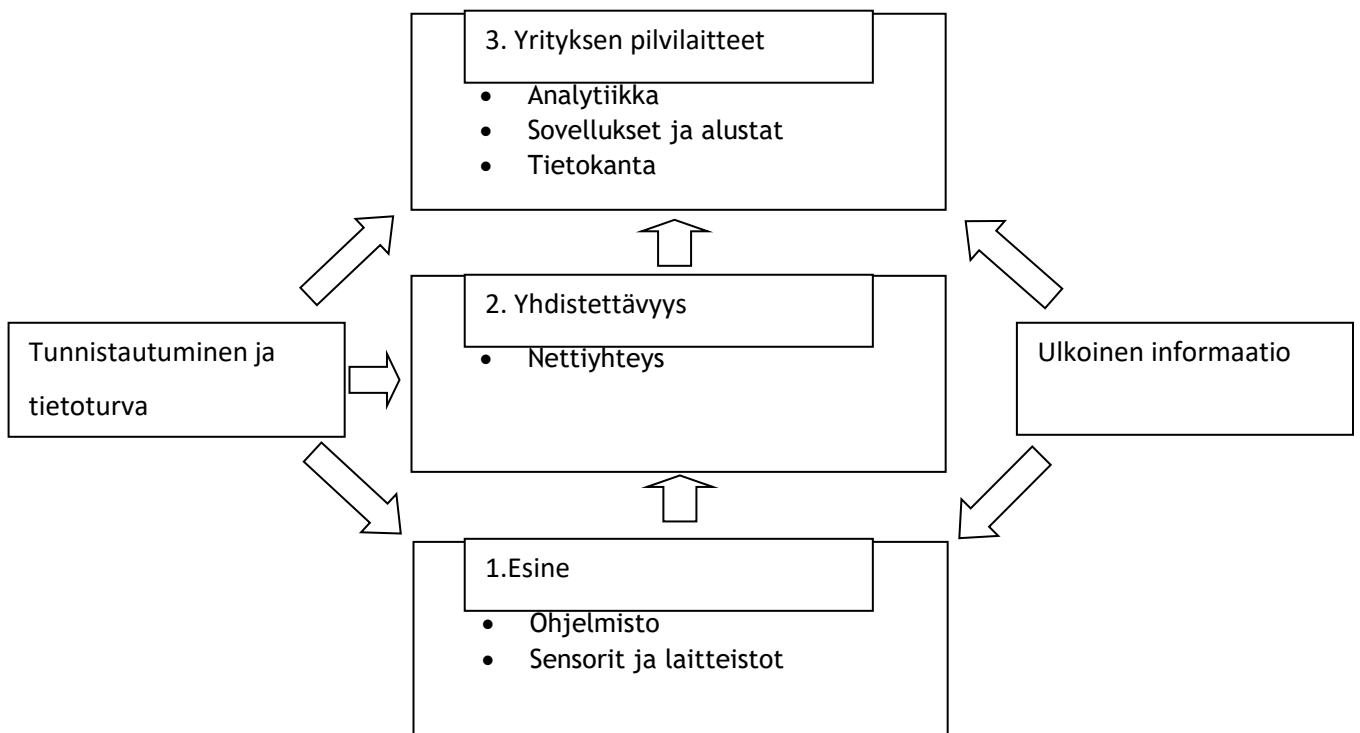 3. Yrityksen pilvilaitteet
• Analytiikka
• Sovellukset ja alustat
• Tietokanta
2. Yhdistettävyys
• Nettiyhteys
Tunnistautuminen ja
tietoturva
Ulkoinen informaatio
1.Esine
• Ohjelmisto
• Sensorit ja laitteistot